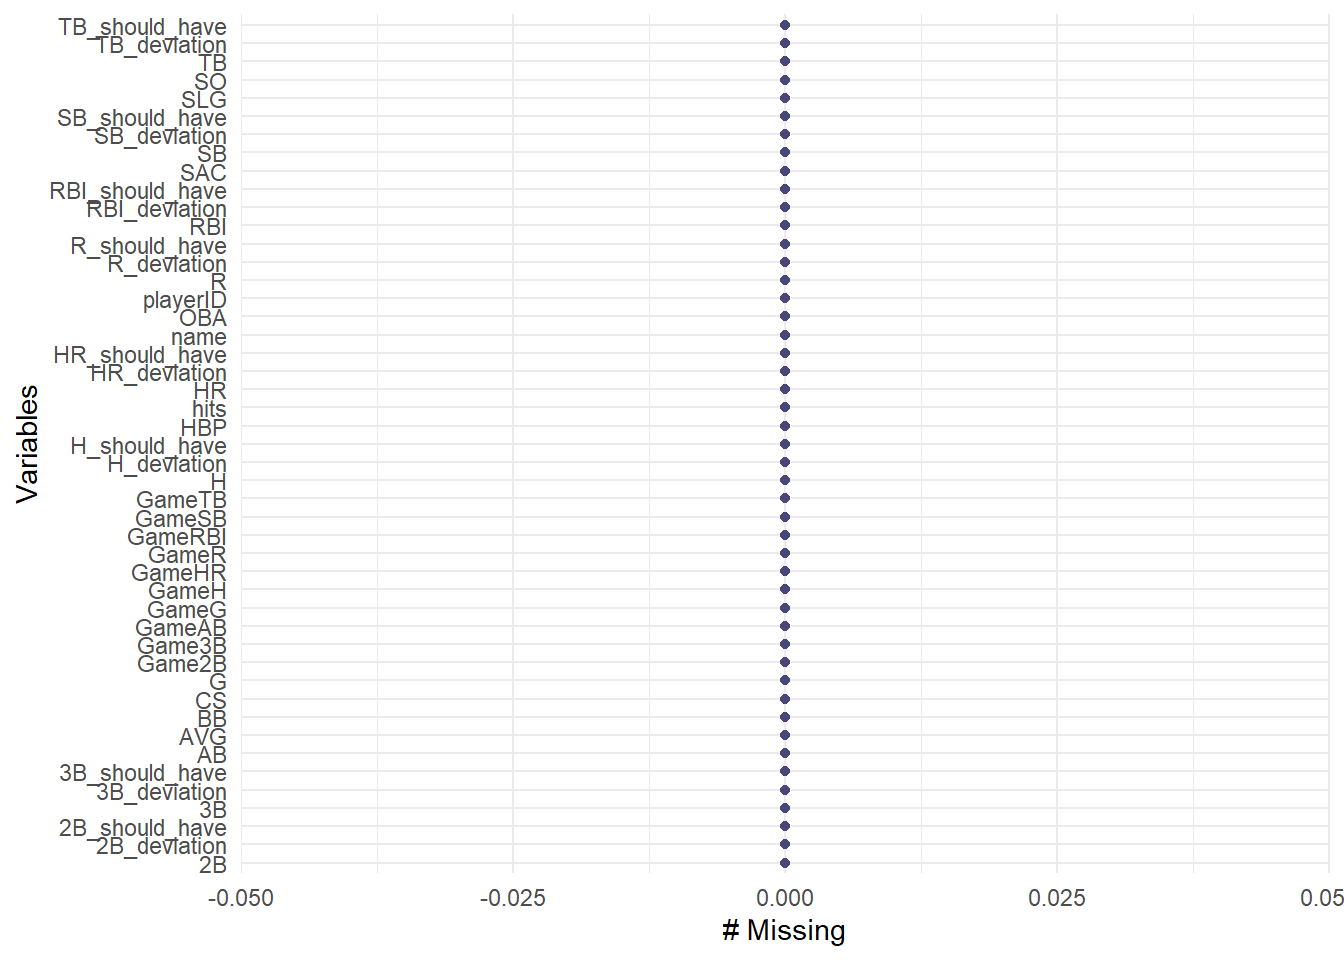 TB_should_have
TB_deviation
TB
SO
SLG
SB_should_have
SB_deviation
SB
SAC
RBI_should_have
RBI_deviation
RBI
R_should_have
R_deviation
R
playerID
OBA
name
HR_should_have
HR_deviation
HR
hits
HBP
H_should_have
H_deviation
H
GameTB
GameSB
GameRBI
GameR
GameHR
GameH
GameG
GameAB
Game3B
Game2B
G
CS
BB
AVG
AB
3B_should_have
3B_deviation
3B
2B_should_have
2B_deviation
2B
Variables
-0.050 -0.025 0.000 0.025 0.05
# Missing